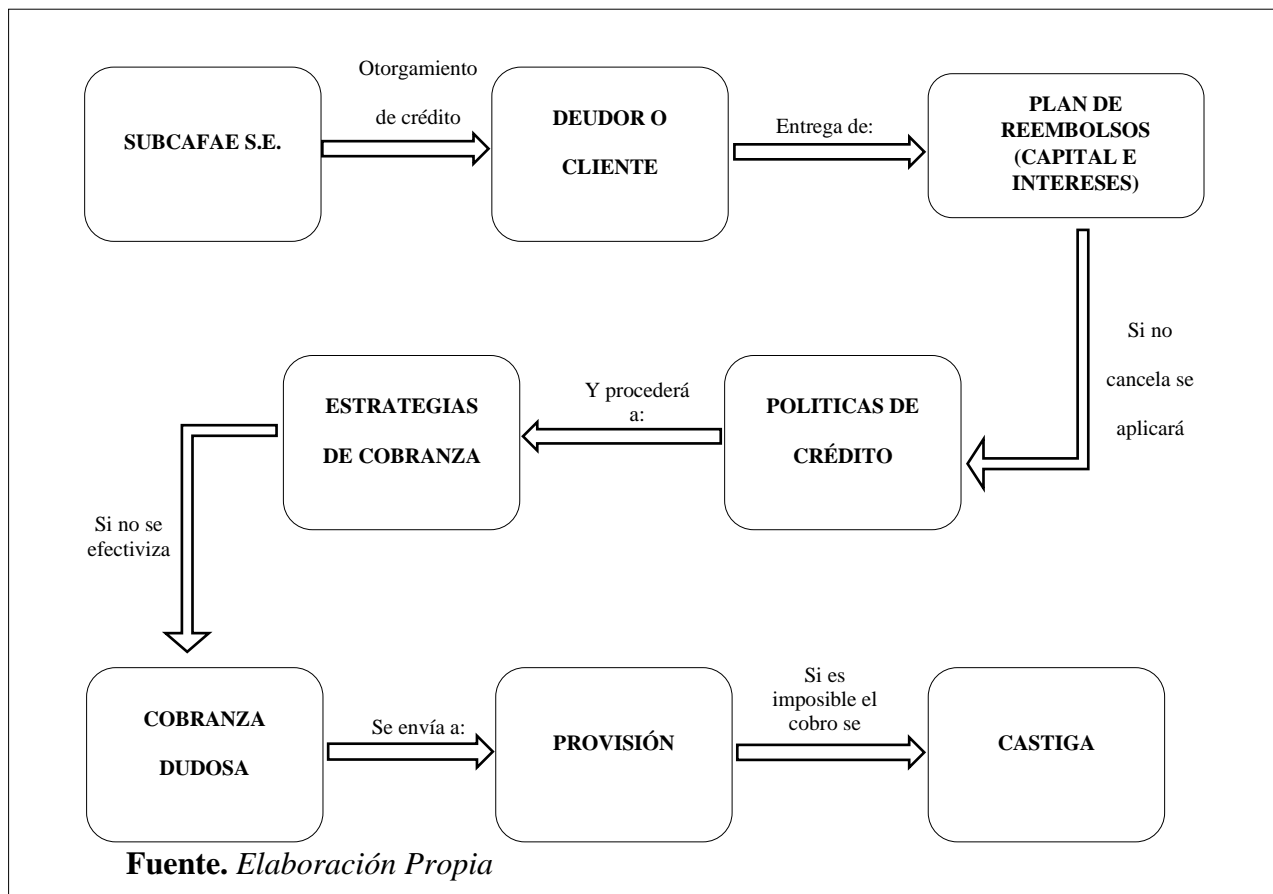 SUBCAFAE S.E.
Otorgamiento
de crédito
DEUDOR O
CLIENTE
Entrega de:
PLAN DE
REEMBOLSOS
(CAPITAL E
INTERESES)
Si no
cancela se
aplicará
POLITICAS DE
CRÉDITO
Y procederá
a:
ESTRATEGIAS
DE COBRANZA
Si no se
efectiviza
COBRANZA
DUDOSA
Se envía a:
PROVISIÓN
Si es
imposible el
cobro se
CASTIGA
Fuente. Elaboración Propia